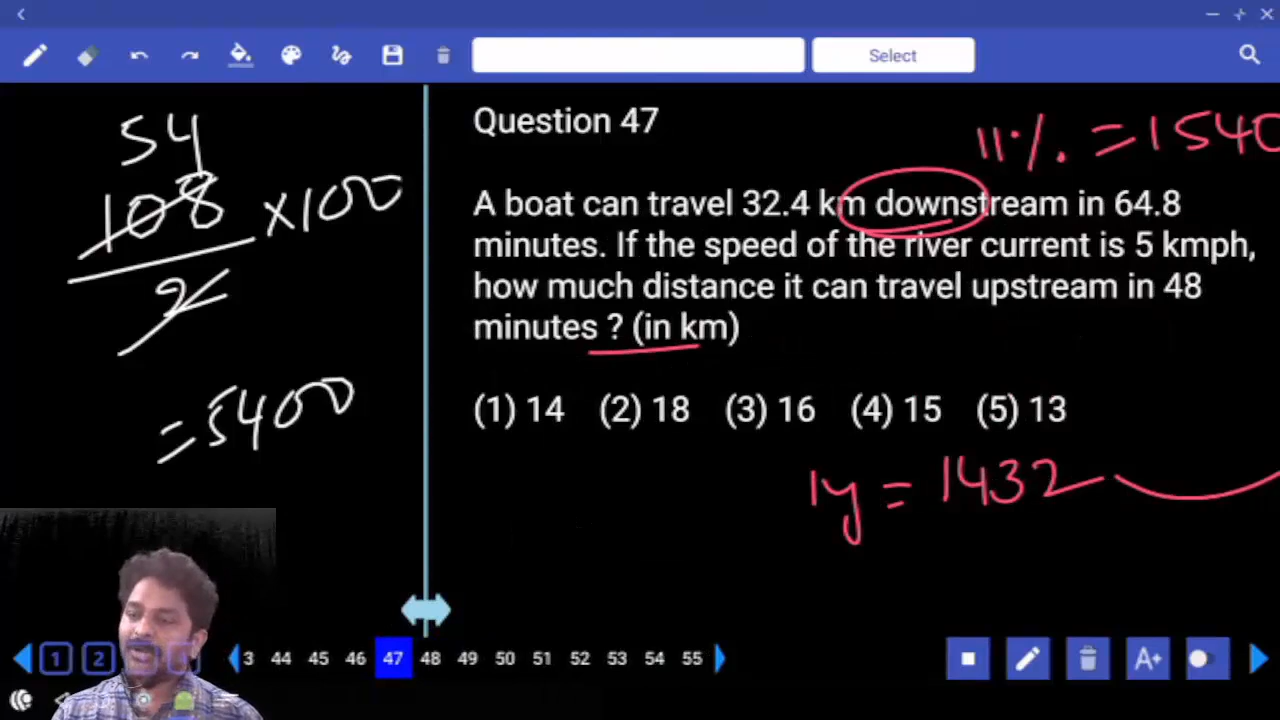 Select
54
108 ×100
2
=5400
Question 47
11% = 1540
A boat can travel 32.4 km downstream in 64.8
minutes. If the speed of the river current is 5 kmph,
how much distance it can travel upstream in 48
minutes ? (in km)
(1) 14 (2) 18 (3) 16 (4) 15 (5) 13
1y = 1432
1 2 3 44 45 46 47 48 49 50 51 52 53 54 55
A+